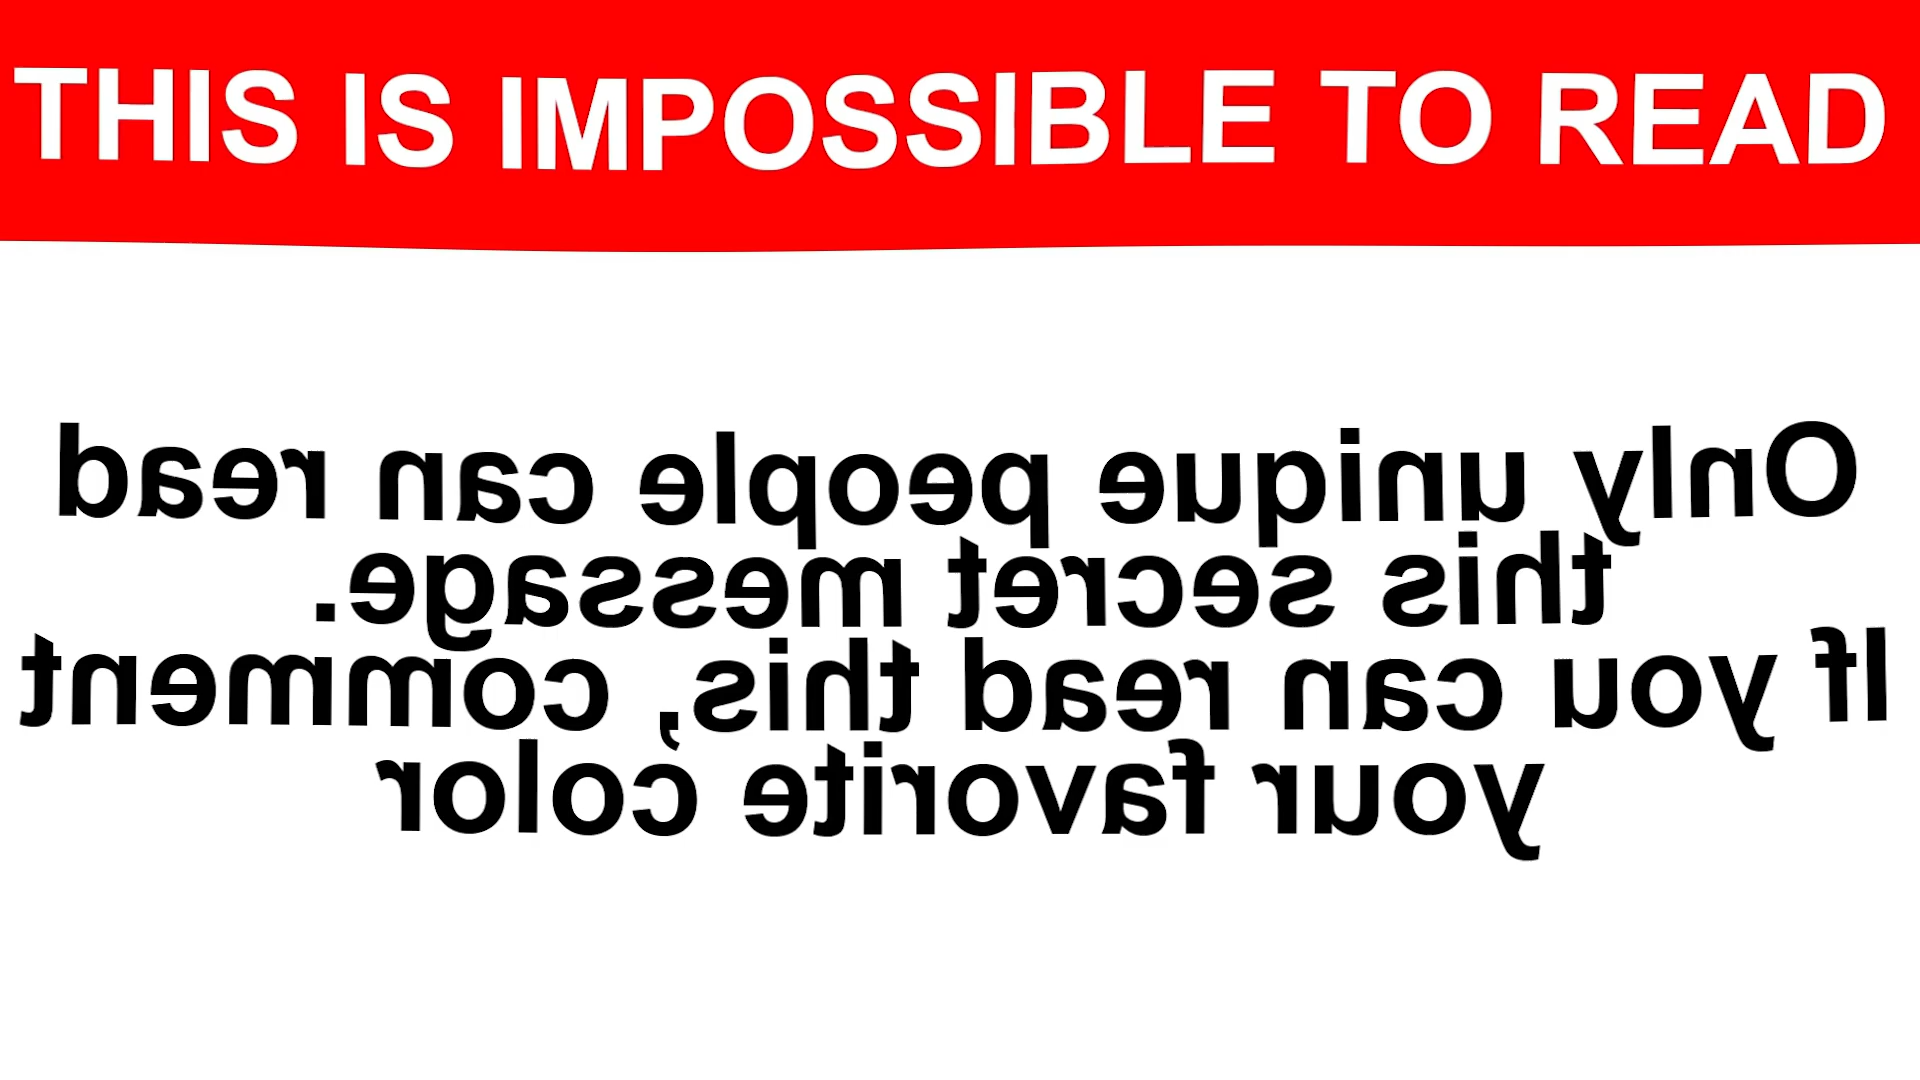 THIS IS IMPOSSIBLE TO READ
Only unique people can read
this secret message.
If you can read this, comment
your favorite color